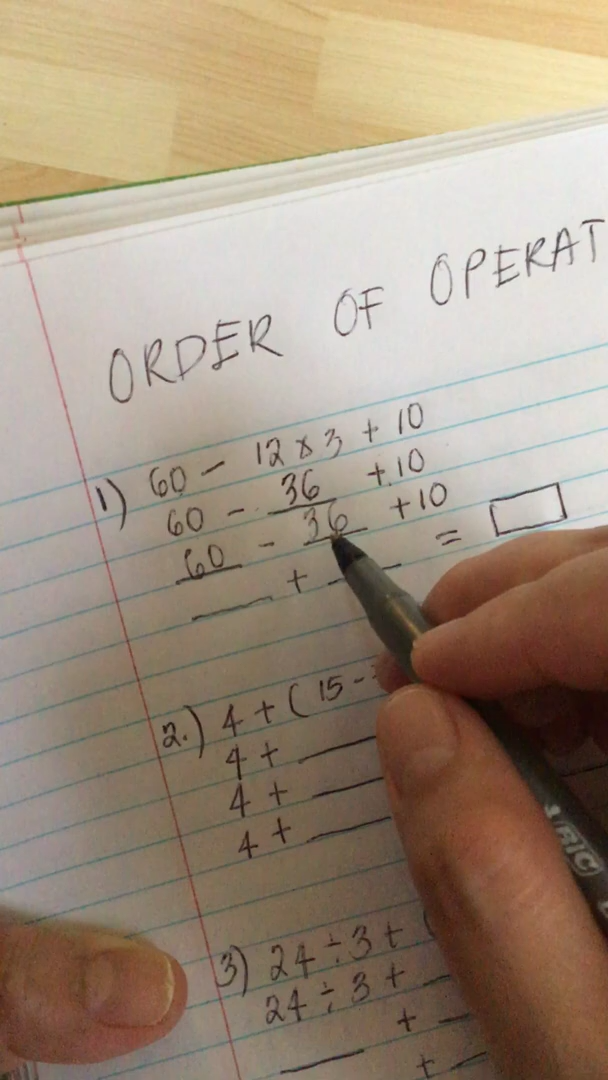 ORDER OF OPERAT
1) 60 - 12 x 3 + 10
60 - 36 + 10
60 - 36 + 10
+ =
2.) 4 + ( 15 -
4 +
4 +
4 +
3) 24 ÷ 3 + (
24 ÷ 3 +
+
+
BIC